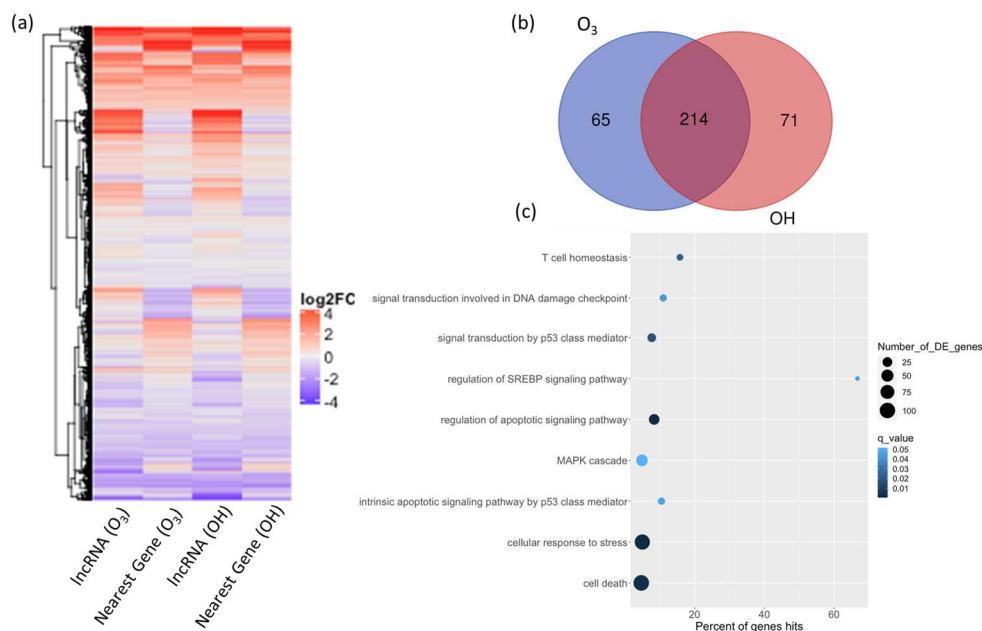 (a)
log2FC
4
2
0
-2
-4
lncRNA (O3)
Nearest Gene (O3)
lncRNA (OH)
Nearest Gene (OH)
(b)
O3
65
214
71
OH
(c)
T cell homeostasis
signal transduction involved in DNA damage checkpoint
signal transduction by p53 class mediator
regulation of SREBP signaling pathway
regulation of apoptotic signaling pathway
MAPK cascade
intrinsic apoptotic signaling pathway by p53 class mediator
cellular response to stress
cell death
0
20
40
60
Percent of genes hits
Number_of_DE_genes
25
50
75
100
q_value
0.05
0.04
0.03
0.02
0.01